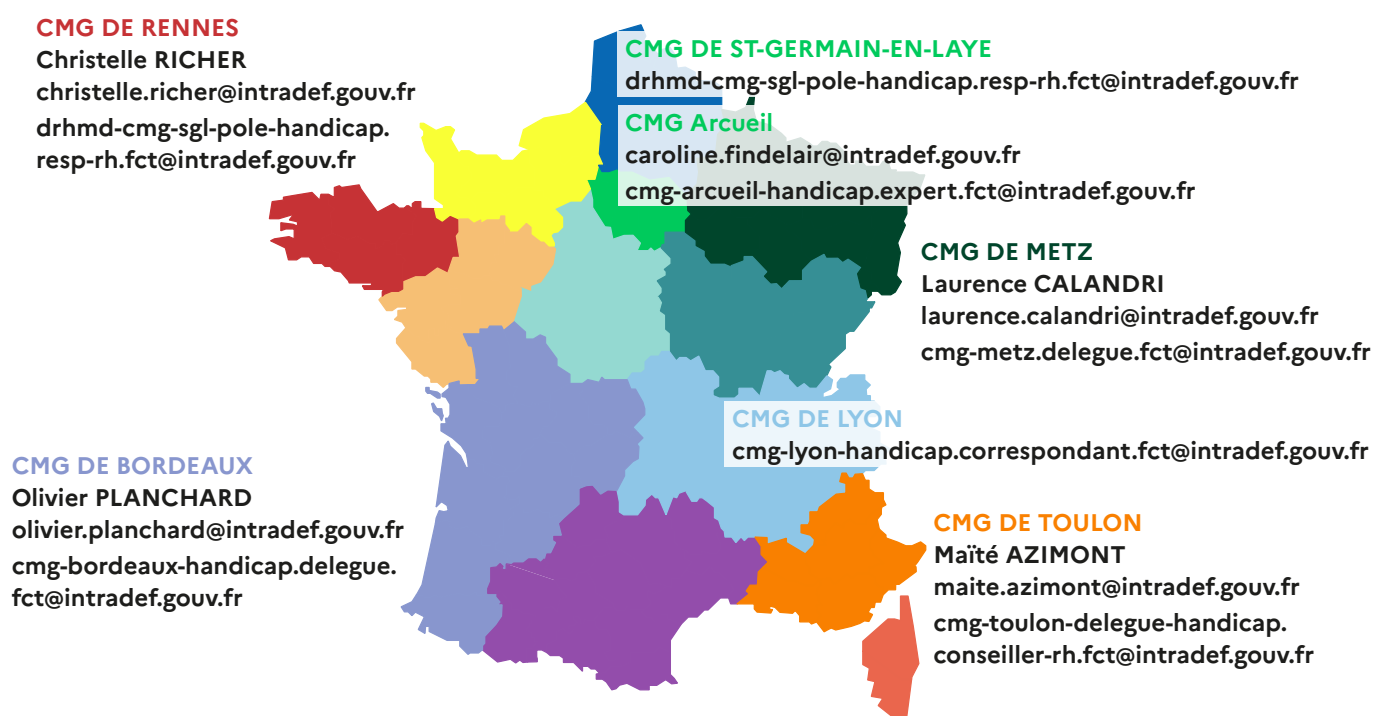 CMG DE RENNES
Christelle RICHER
christelle.richer@intradef.gouv.fr
drhmd-cmg-sgl-pole-handicap.
resp-rh.fct@intradef.gouv.fr
CMG DE ST-GERMAIN-EN-LAYE
drhmd-cmg-sgl-pole-handicap.resp-rh.fct@intradef.gouv.fr
CMG Arcueil
caroline.findelair@intradef.gouv.fr
cmg-arcueil-handicap.expert.fct@intradef.gouv.fr
CMG DE METZ
Laurence CALANDRI
laurence.calandri@intradef.gouv.fr
cmg-metz.delegue.fct@intradef.gouv.fr
CMG DE LYON
cmg-lyon-handicap.correspondant.fct@intradef.gouv.fr
CMG DE BORDEAUX
Olivier PLANCHARD
olivier.planchard@intradef.gouv.fr
cmg-bordeaux-handicap.delegue.
fct@intradef.gouv.fr
CMG DE TOULON
Maïté AZIMONT
maite.azimont@intradef.gouv.fr
cmg-toulon-delegue-handicap.
conseiller-rh.fct@intradef.gouv.fr